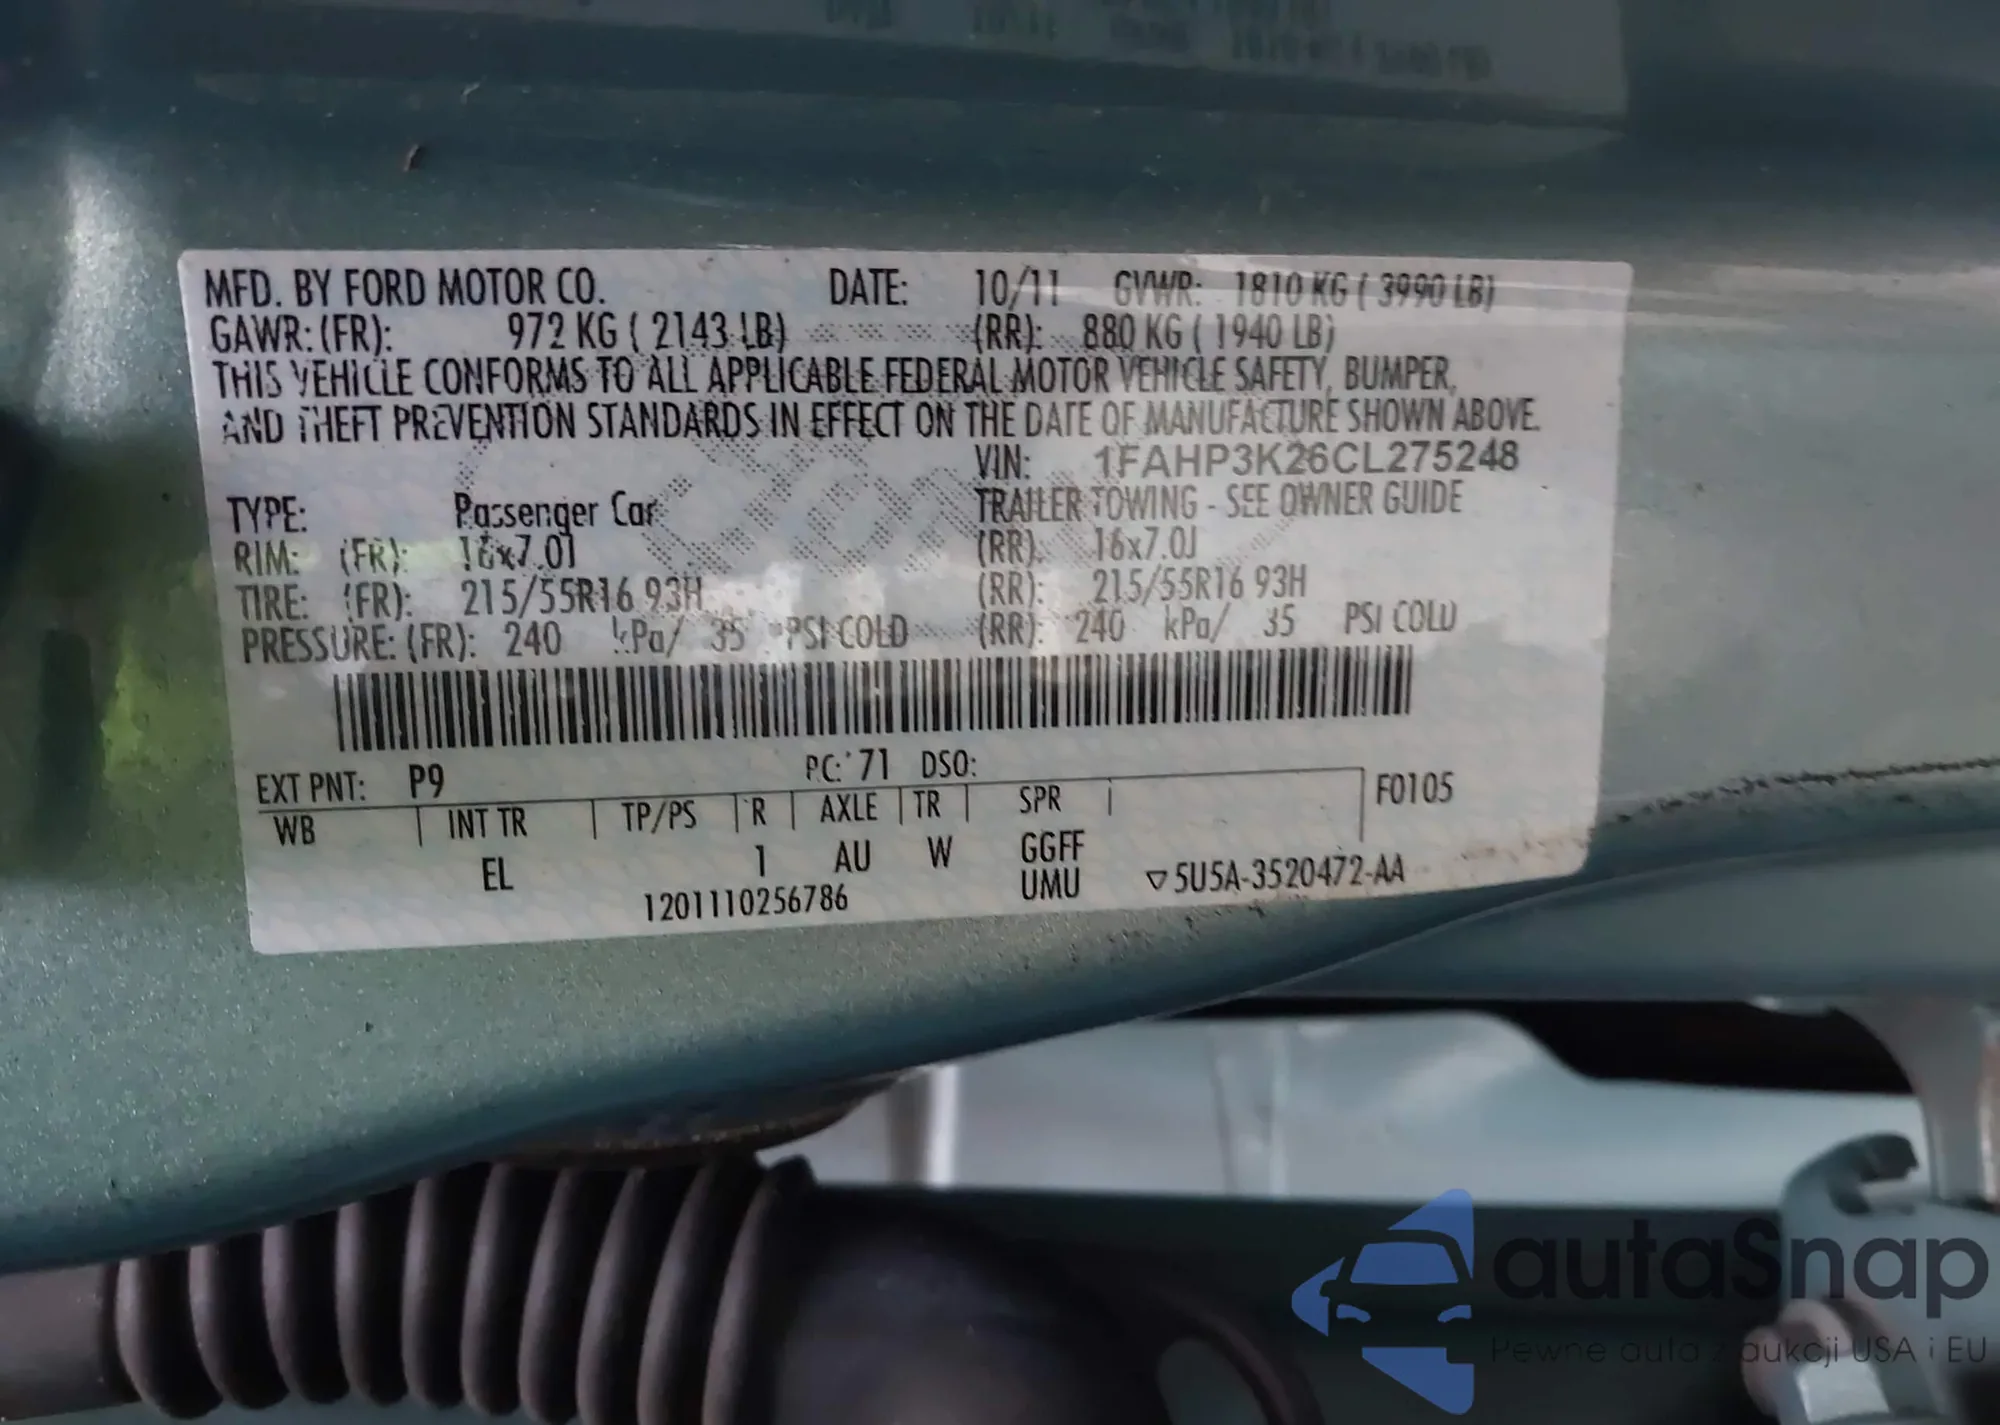 MFD. BY FORD MOTOR CO. DATE: 10/11 GVWR: 1810 KG ( 3990 LB)
GAWR: (FR): 972 KG ( 2143 LB) (RR): 880 KG ( 1940 LB)
THIS VEHICLE CONFORMS TO ALL APPLICABLE FEDERAL MOTOR VEHICLE SAFETY, BUMPER,
AND THEFT PREVENTION STANDARDS IN EFFECT ON THE DATE OF MANUFACTURE SHOWN ABOVE.
VIN: 1FAHP3K26CL275248
TYPE: Passenger Car TRAILER TOWING - SEE OWNER GUIDE
RIM: (FR): 16x7.0J (RR): 16x7.0J
TIRE: (FR): 215/55R16 93H (RR): 215/55R16 93H
PRESSURE: (FR): 240 kPa/ 35 PSI COLD (RR): 240 kPa/ 35 PSI COLD
EXT PNT: P9 PC: 71 DSO:
WB INT TR TP/PS R AXLE TR SPR F0105
EL 1 AU W GGFF
1201110256786 UMU ▽5U5A-3520472-AA
autaSnap
Pewne auta z aukcji USA i EU